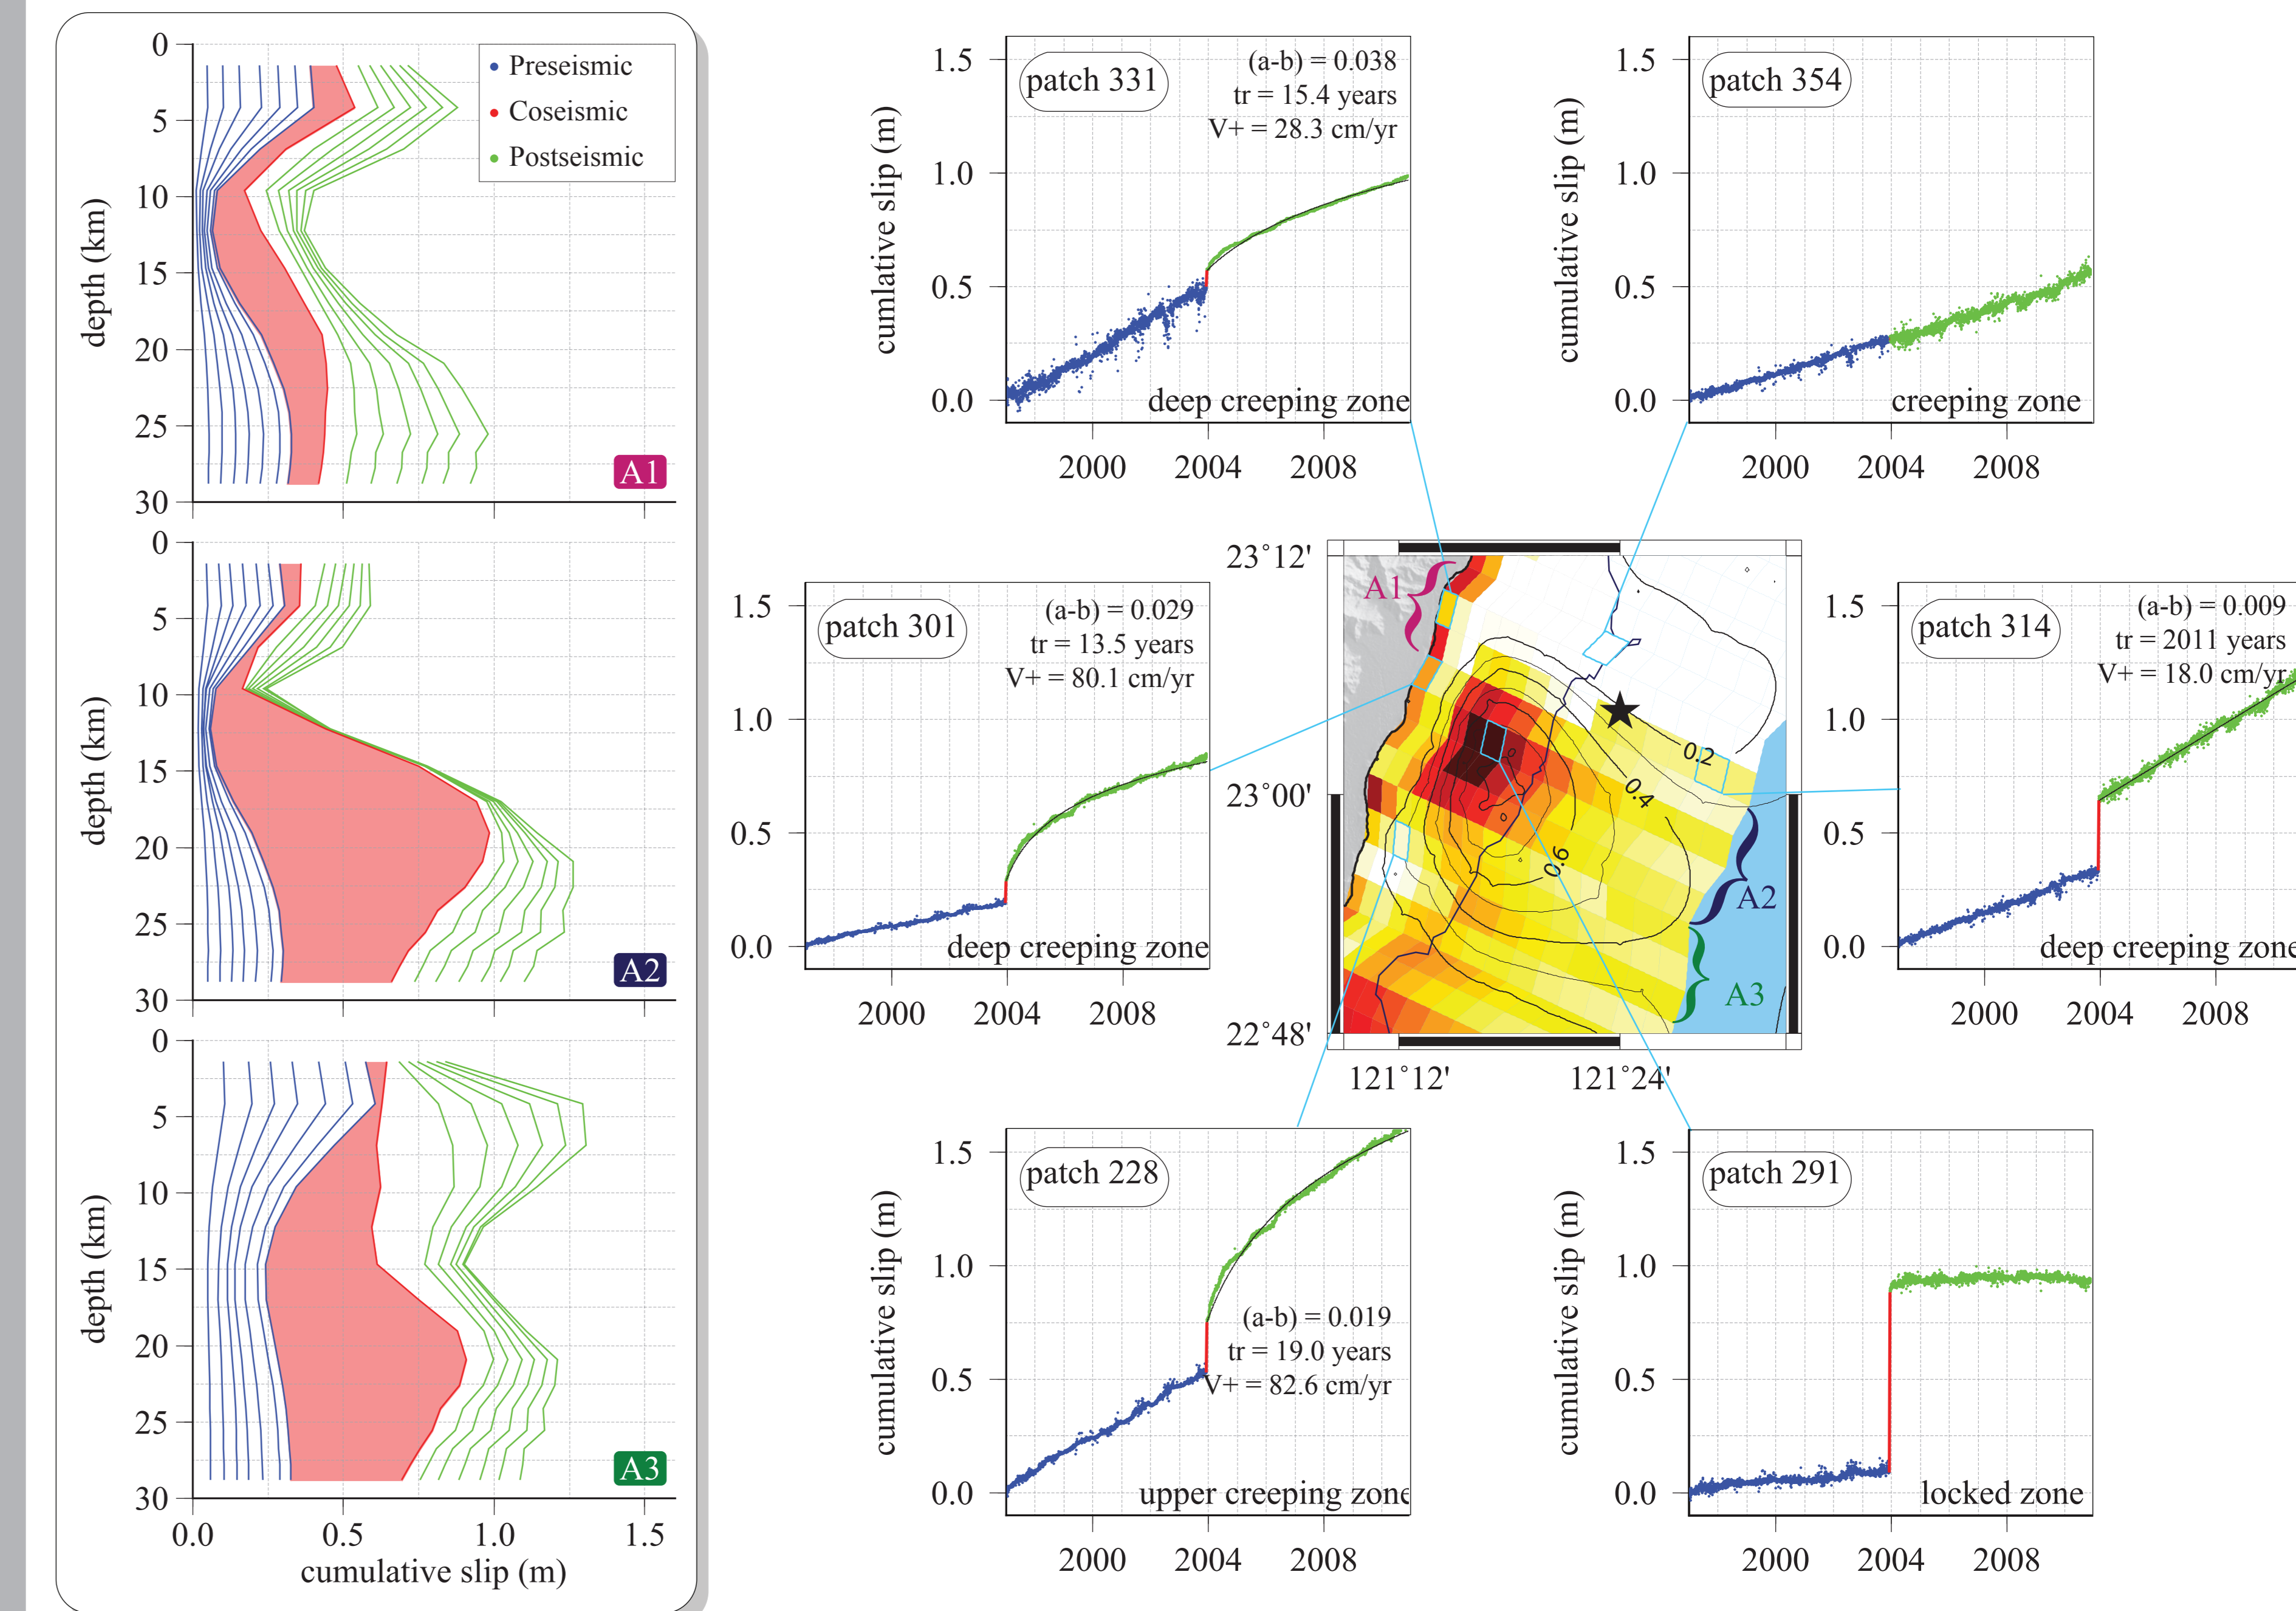 0
5
10
15
20
25
30
depth (km)
Preseismic
Coseismic
Postseismic
A1
0
5
10
15
20
25
30
depth (km)
A2
0
5
10
15
20
25
30
depth (km)
A3
0.0 0.5 1.0 1.5
cumulative slip (m)
1.5
1.0
0.5
0.0
cumlative slip (m)
patch 331
(a-b) = 0.038
tr = 15.4 years
V+ = 28.3 cm/yr
deep creeping zone
2000 2004 2008
1.5
1.0
0.5
0.0
cumulative slip (m)
patch 354
creeping zone
2000 2004 2008
1.5
1.0
0.5
0.0
patch 301
(a-b) = 0.029
tr = 13.5 years
V+ = 80.1 cm/yr
deep creeping zone
2000 2004 2008
23°12'
23°00'
22°48'
121°12' 121°24'
A1
A2
A3
0.2
0.4
0.6
1.5
1.0
0.5
0.0
patch 314
(a-b) = 0.009
tr = 2011 years
V+ = 18.0 cm/yr
deep creeping zone
2000 2004 2008
1.5
1.0
0.5
0.0
cumulative slip (m)
patch 228
(a-b) = 0.019
tr = 19.0 years
V+ = 82.6 cm/yr
upper creeping zone
2000 2004 2008
1.5
1.0
0.5
0.0
cumulative slip (m)
patch 291
locked zone
2000 2004 2008